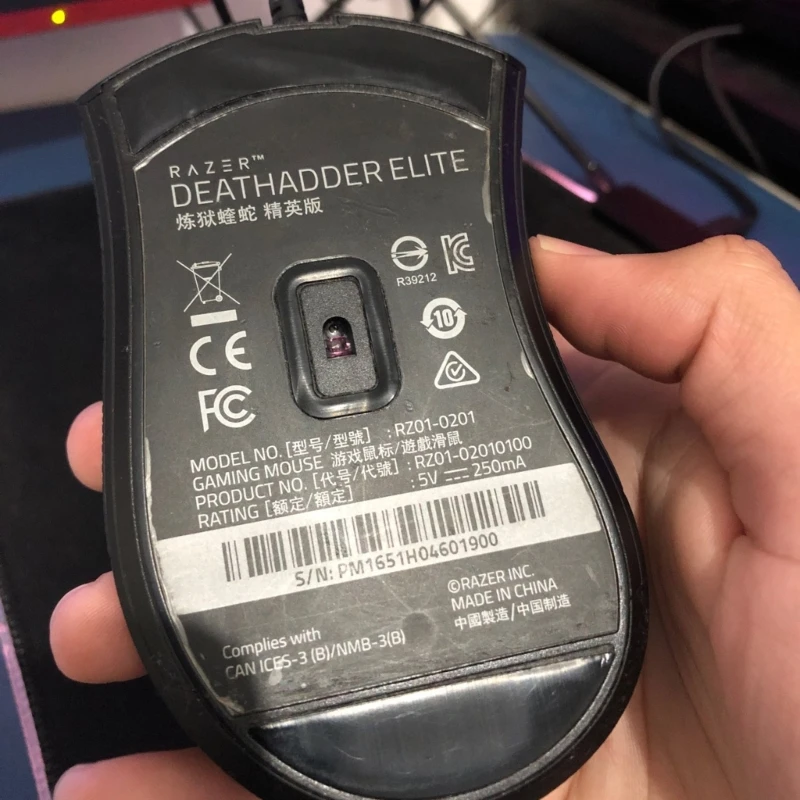 RAZER™
DEATHADDER ELITE
炼狱蝰蛇 精英版
R39212
10
CE
FC
MODEL NO. [型号/型號] : RZ01-0201
GAMING MOUSE 游戏鼠标/遊戲滑鼠
PRODUCT NO. [代号/代號] : RZ01-02010100
RATING [额定/額定] : 5V ⎓ 250mA
S/N: PM1651H04601900
©RAZER INC.
MADE IN CHINA
中國製造/中国制造
Complies with
CAN ICES-3 (B)/NMB-3(B)